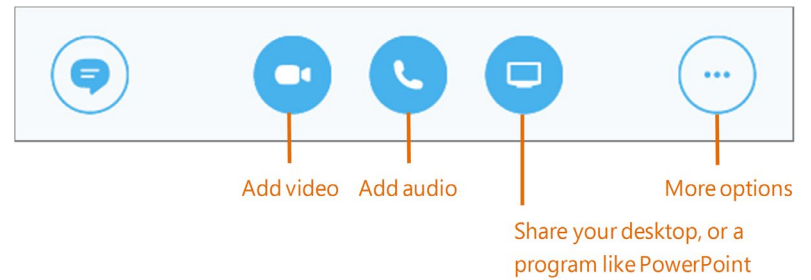 Add video
Add audio
More options
Share your desktop, or a
program like PowerPoint